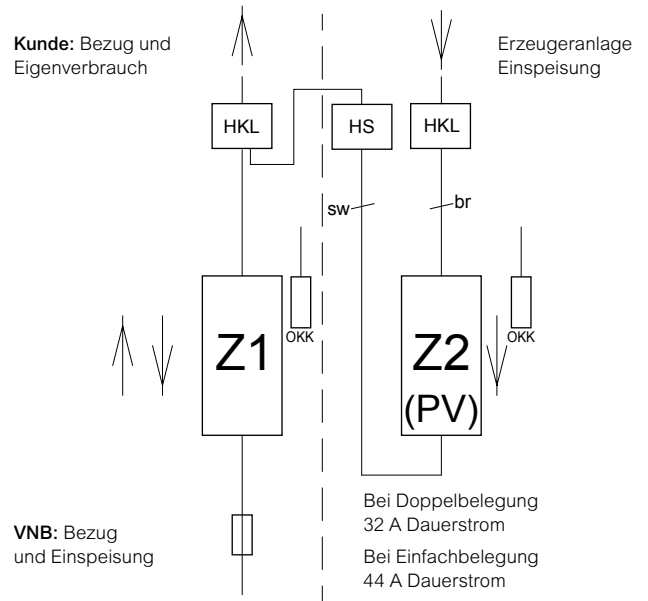 Kunde: Bezug und
Eigenverbrauch
Erzeugeranlage
Einspeisung
HKL
HS
HKL
sw
br
OKK
OKK
Z1
Z2
(PV)
VNB: Bezug
und Einspeisung
Bei Doppelbelegung
32 A Dauerstrom
Bei Einfachbelegung
44 A Dauerstrom